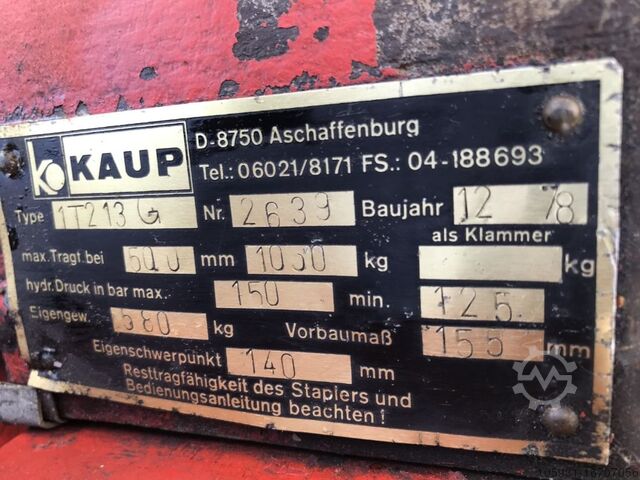 KAUP D-8750 Aschaffenburg
Tel.: 06021/8171 FS.: 04-188693
Type 1T213 G Nr. 2639 Baujahr 12 78
als Klammer
max. Tragf. bei 500 mm 1000 kg kg
hydr. Druck in bar max. 150 min. 125
Eigengew. 580 kg Vorbaumaß 155 mm
Eigenschwerpunkt 140 mm
Resttragfähigkeit des Staplers und
Bedienungsanleitung beachten!